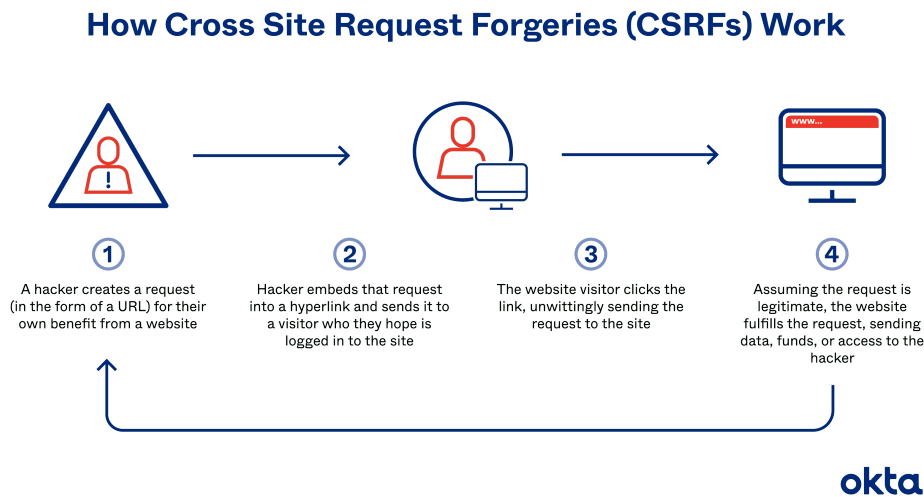 How Cross Site Request Forgeries (CSRFs) Work
www...
1
A hacker creates a request
(in the form of a URL) for their
own benefit from a website
2
Hacker embeds that request
into a hyperlink and sends it to
a visitor who they hope is
logged in to the site
3
The website visitor clicks the
link, unwittingly sending the
request to the site
4
Assuming the request is
legitimate, the website
fulfills the request, sending
data, funds, or access to the
hacker
okta